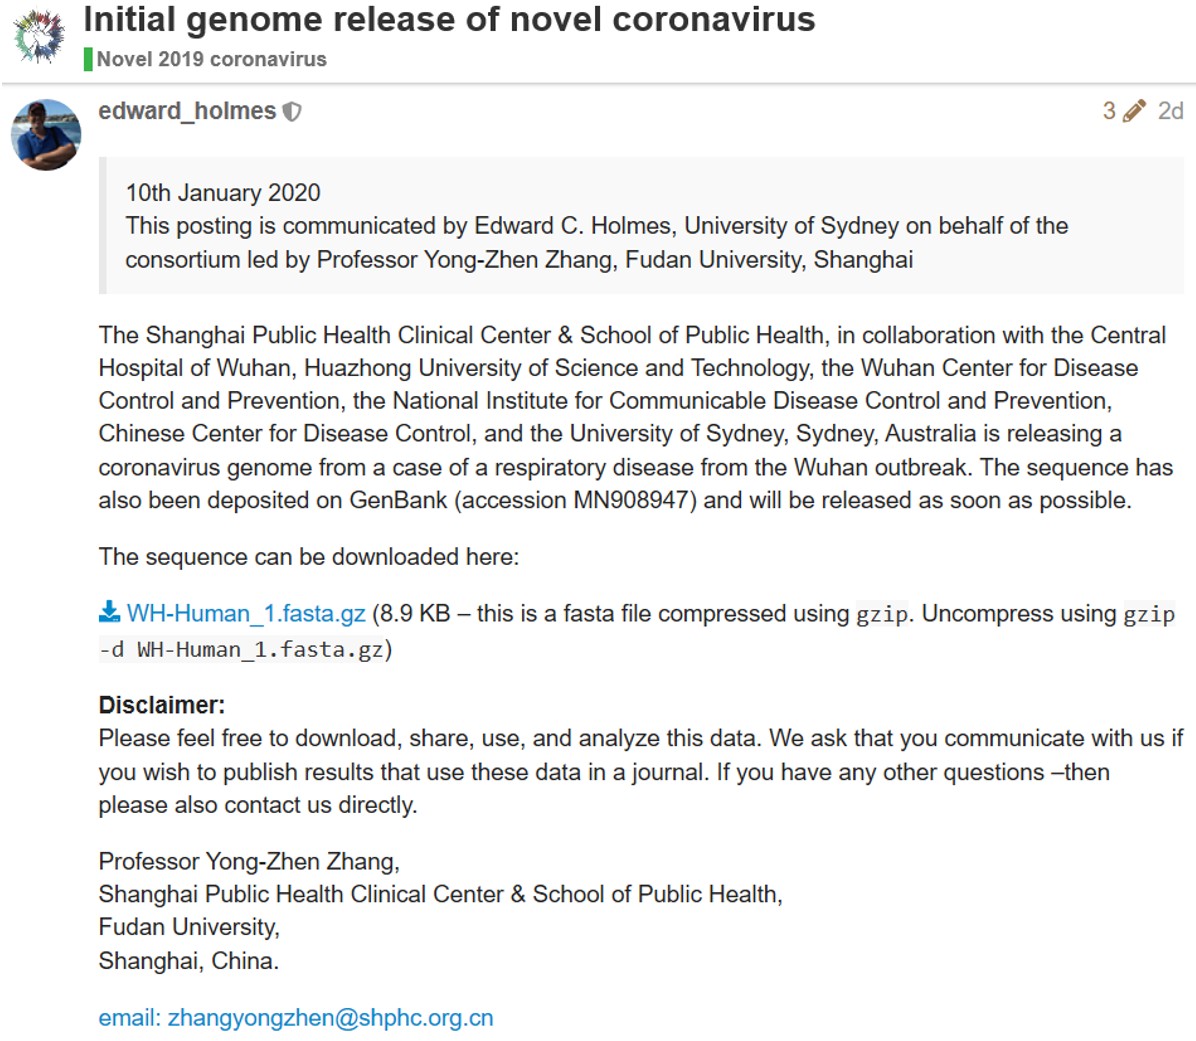 Initial genome release of novel coronavirus
Novel 2019 coronavirus
edward_holmes
3 2d
10th January 2020
This posting is communicated by Edward C. Holmes, University of Sydney on behalf of the
consortium led by Professor Yong-Zhen Zhang, Fudan University, Shanghai
The Shanghai Public Health Clinical Center & School of Public Health, in collaboration with the Central
Hospital of Wuhan, Huazhong University of Science and Technology, the Wuhan Center for Disease
Control and Prevention, the National Institute for Communicable Disease Control and Prevention,
Chinese Center for Disease Control, and the University of Sydney, Sydney, Australia is releasing a
coronavirus genome from a case of a respiratory disease from the Wuhan outbreak. The sequence has
also been deposited on GenBank (accession MN908947) and will be released as soon as possible.
The sequence can be downloaded here:
WH-Human_1.fasta.gz (8.9 KB – this is a fasta file compressed using gzip. Uncompress using gzip
-d WH-Human_1.fasta.gz)
Disclaimer:
Please feel free to download, share, use, and analyze this data. We ask that you communicate with us if
you wish to publish results that use these data in a journal. If you have any other questions –then
please also contact us directly.
Professor Yong-Zhen Zhang,
Shanghai Public Health Clinical Center & School of Public Health,
Fudan University,
Shanghai, China.
email: zhangyongzhen@shphc.org.cn